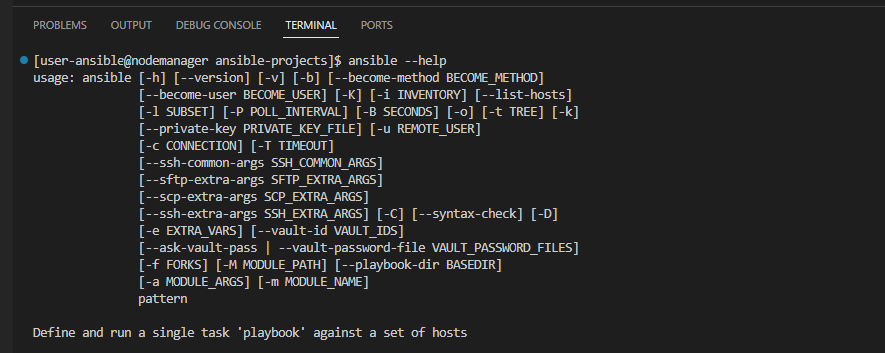 PROBLEMS OUTPUT DEBUG CONSOLE TERMINAL PORTS
[user-ansible@nodemanager ansible-projects]$ ansible --help
usage: ansible [-h] [--version] [-v] [-b] [--become-method BECOME_METHOD]
[--become-user BECOME_USER] [-K] [-i INVENTORY] [--list-hosts]
[-l SUBSET] [-P POLL_INTERVAL] [-B SECONDS] [-o] [-t TREE] [-k]
[--private-key PRIVATE_KEY_FILE] [-u REMOTE_USER]
[-c CONNECTION] [-T TIMEOUT]
[--ssh-common-args SSH_COMMON_ARGS]
[--sftp-extra-args SFTP_EXTRA_ARGS]
[--scp-extra-args SCP_EXTRA_ARGS]
[--ssh-extra-args SSH_EXTRA_ARGS] [-C] [--syntax-check] [-D]
[-e EXTRA_VARS] [--vault-id VAULT_IDS]
[--ask-vault-pass | --vault-password-file VAULT_PASSWORD_FILES]
[-f FORKS] [-M MODULE_PATH] [--playbook-dir BASEDIR]
[-a MODULE_ARGS] [-m MODULE_NAME]
pattern
Define and run a single task 'playbook' against a set of hosts